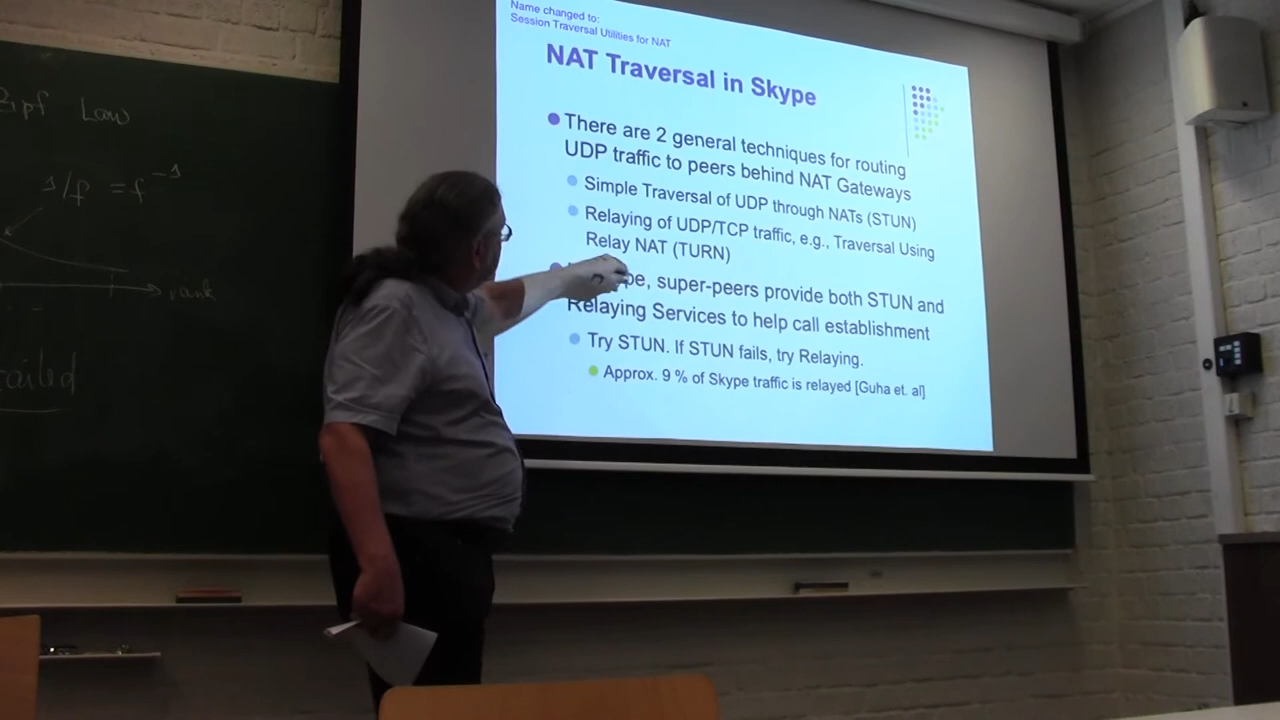 Name changed to:
Session Traversal Utilities for NAT
NAT Traversal in Skype
There are 2 general techniques for routing
UDP traffic to peers behind NAT Gateways
Simple Traversal of UDP through NATs (STUN)
Relaying of UDP/TCP traffic, e.g., Traversal Using
Relay NAT (TURN)
super-peers provide both STUN and
Relaying Services to help call establishment
Try STUN. If STUN fails, try Relaying.
Approx. 9 % of Skype traffic is relayed [Guha et. al]
Zipf Law
1/f = f⁻¹
rank